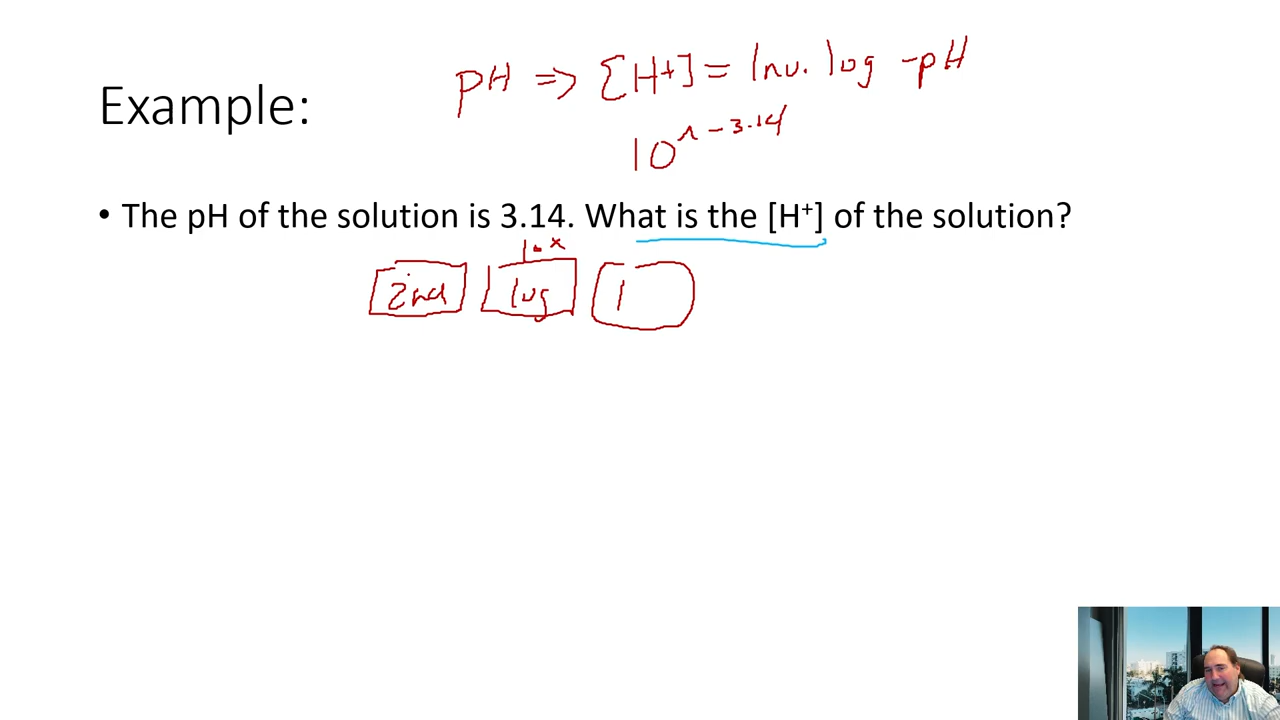 pH ⇒ [H+] = Inv. log -pH
Example:
10^ -3.14
• The pH of the solution is 3.14. What is the [H⁺] of the solution?
10x
2nd log 1